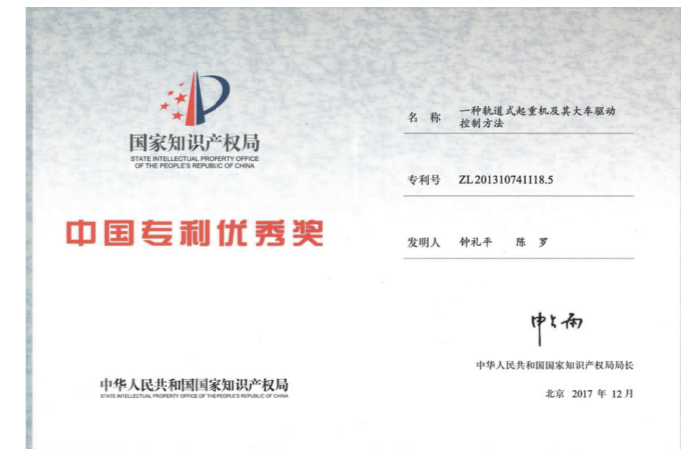 国家知识产权局
STATE INTELLECTUAL PROPERTY OFFICE
OF THE PEOPLE'S REPUBLIC OF CHINA
中国专利优秀奖
中华人民共和国国家知识产权局
STATE INTELLECTUAL PROPERTY OFFICE OF THE PEOPLE'S REPUBLIC OF CHINA
名 称 一种轨道式起重机及其大车驱动
控制方法
专利号 ZL 201310741118.5
发明人 钟礼平 陈 罗
申长雨
中华人民共和国国家知识产权局局长
北京 2017 年 12 月